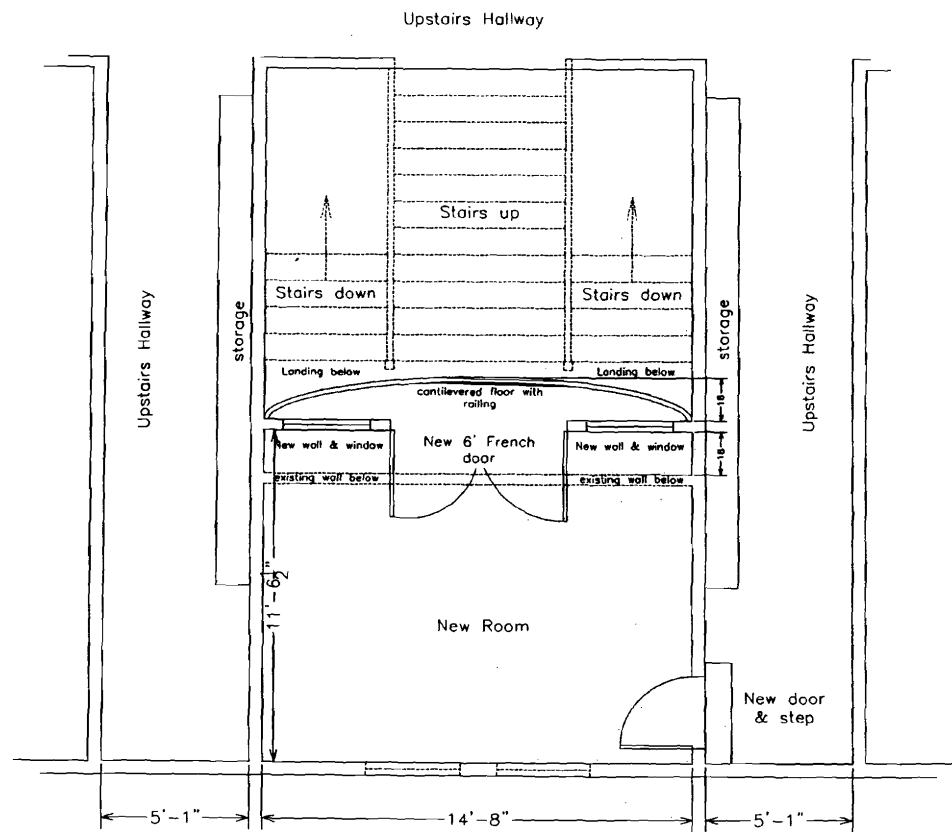 Upstairs Hallway
Stairs up
Stairs down
Stairs down
Upstairs Hallway
storage
storage
Upstairs Hallway
Landing below
Landing below
cantilevered floor with
railing
18
New wall & window
New 6' French
door
New wall & window
18
existing wall below
existing wall below
11'-6½"
New Room
New door
& step
5'-1"
14'-8"
5'-1"